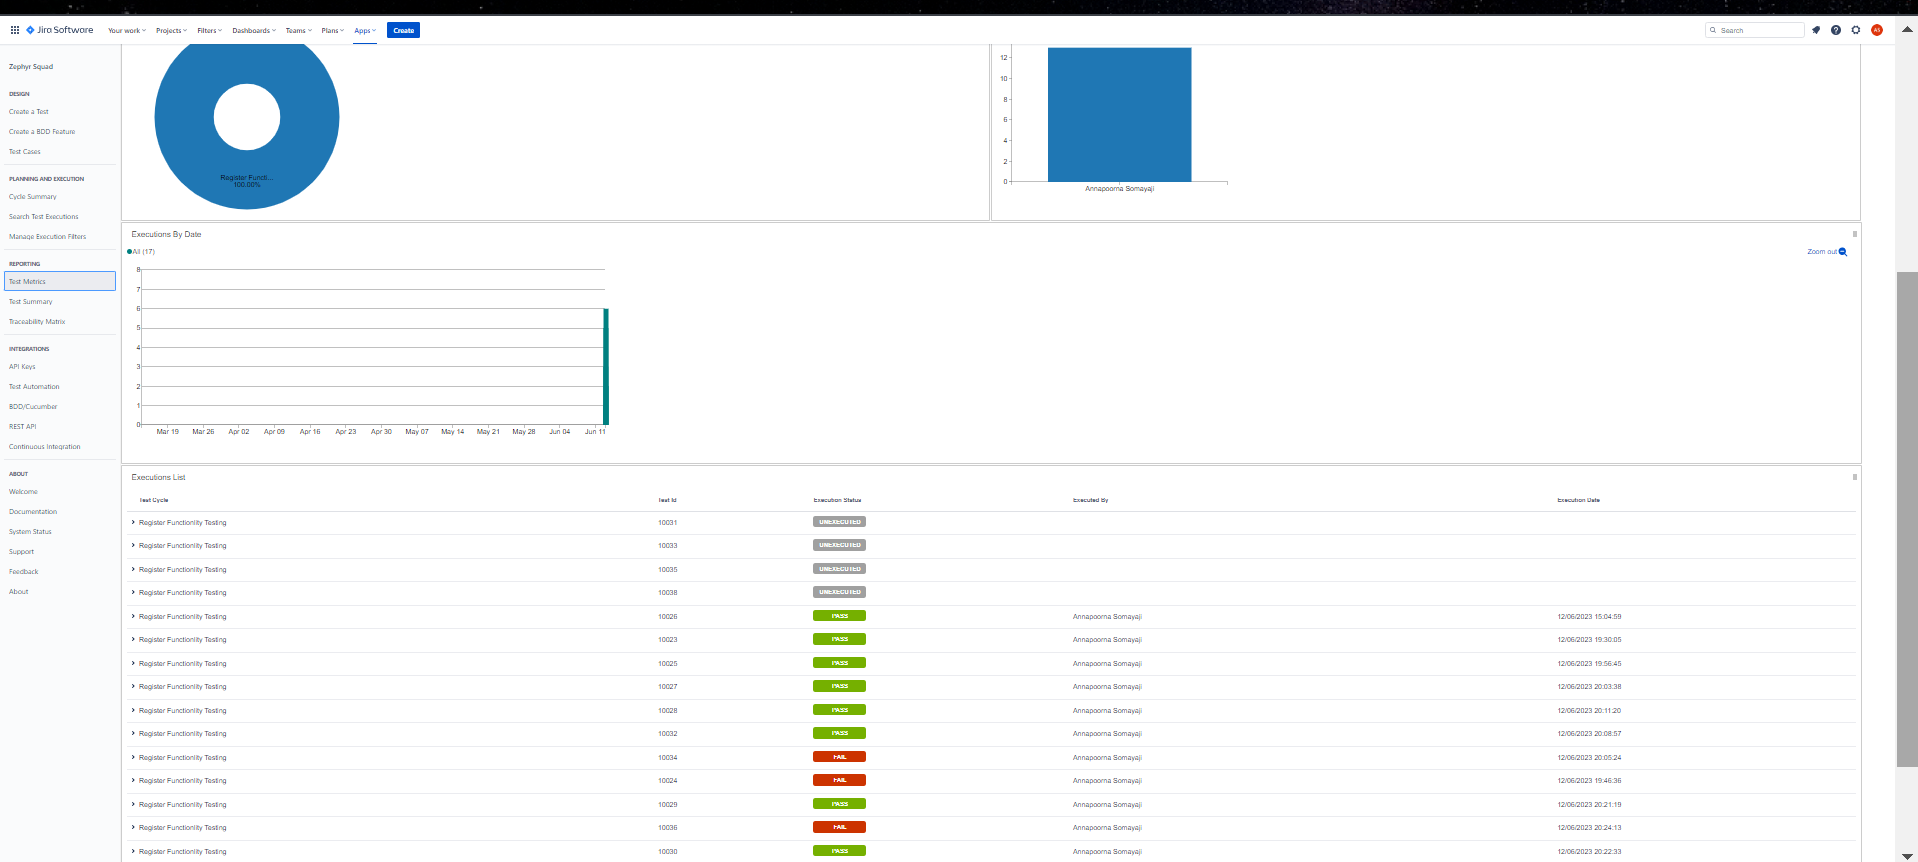 Jira Software Your work Projects Filters Dashboards Teams Plans Apps Create Search AS
Zephyr Squad
DESIGN
Create a Test
Create a BDD Feature
Test Cases
PLANNING AND EXECUTION
Cycle Summary
Search Test Executions
Manage Execution Filters
REPORTING
Test Metrics
Test Summary
Traceability Matrix
INTEGRATIONS
API Keys
Test Automation
BDD/Cucumber
REST API
Continuous Integration
ABOUT
Welcome
Documentation
System Status
Support
Feedback
About
Register Functi...
100.00%
12
10
8
6
4
2
0
Annapoorna Somayaji
Executions By Date
All (17)
Zoom out
8
7
6
5
4
3
2
1
0
Mar 19 Mar 26 Apr 02 Apr 09 Apr 16 Apr 23 Apr 30 May 07 May 14 May 21 May 28 Jun 04 Jun 11
Executions List
Test Cycle Test Id Execution Status Executed By Execution Date
Register Functionlity Testing 10031 UNEXECUTED
Register Functionlity Testing 10033 UNEXECUTED
Register Functionlity Testing 10035 UNEXECUTED
Register Functionlity Testing 10038 UNEXECUTED
Register Functionlity Testing 10026 PASS Annapoorna Somayaji 12/06/2023 15:04:59
Register Functionlity Testing 10023 PASS Annapoorna Somayaji 12/06/2023 19:30:05
Register Functionlity Testing 10025 PASS Annapoorna Somayaji 12/06/2023 19:56:45
Register Functionlity Testing 10027 PASS Annapoorna Somayaji 12/06/2023 20:03:38
Register Functionlity Testing 10028 PASS Annapoorna Somayaji 12/06/2023 20:11:20
Register Functionlity Testing 10032 PASS Annapoorna Somayaji 12/06/2023 20:08:57
Register Functionlity Testing 10034 FAIL Annapoorna Somayaji 12/06/2023 20:05:24
Register Functionlity Testing 10024 FAIL Annapoorna Somayaji 12/06/2023 19:46:36
Register Functionlity Testing 10029 PASS Annapoorna Somayaji 12/06/2023 20:21:19
Register Functionlity Testing 10036 FAIL Annapoorna Somayaji 12/06/2023 20:24:13
Register Functionlity Testing 10030 PASS Annapoorna Somayaji 12/06/2023 20:22:33